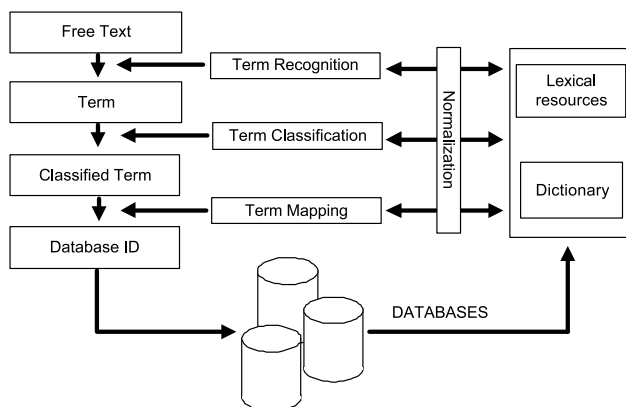 Free Text
Term Recognition
Term
Term Classification
Classified Term
Term Mapping
Database ID
Normalization
Lexical
resources
Dictionary
DATABASES